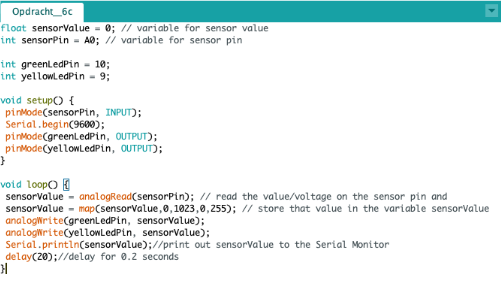 Opdracht__6c
float sensorValue = 0; // variable for sensor value
int sensorPin = A0; // variable for sensor pin
int greenLedPin = 10;
int yellowLedPin = 9;
void setup() {
pinMode(sensorPin, INPUT);
Serial.begin(9600);
pinMode(greenLedPin, OUTPUT);
pinMode(yellowLedPin, OUTPUT);
}
void loop() {
sensorValue = analogRead(sensorPin); // read the value/voltage on the sensor pin and
sensorValue = map(sensorValue,0,1023,0,255); // store that value in the variable sensorValue
analogWrite(greenLedPin, sensorValue);
analogWrite(yellowLedPin, sensorValue);
Serial.println(sensorValue);//print out sensorValue to the Serial Monitor
delay(20);//delay for 0.2 seconds
}